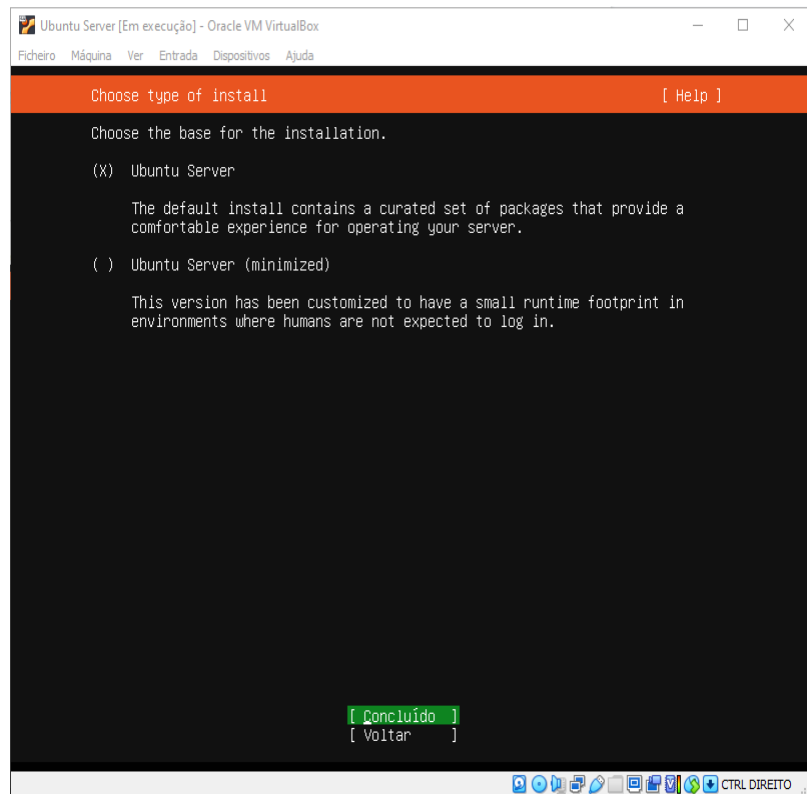 Ubuntu Server [Em execução] - Oracle VM VirtualBox
Ficheiro Máquina Ver Entrada Dispositivos Ajuda
Choose type of install [ Help ]
Choose the base for the installation.
(X) Ubuntu Server
The default install contains a curated set of packages that provide a
comfortable experience for operating your server.
( ) Ubuntu Server (minimized)
This version has been customized to have a small runtime footprint in
environments where humans are not expected to log in.
[ Concluído ]
[ Voltar ]
CTRL DIREITO